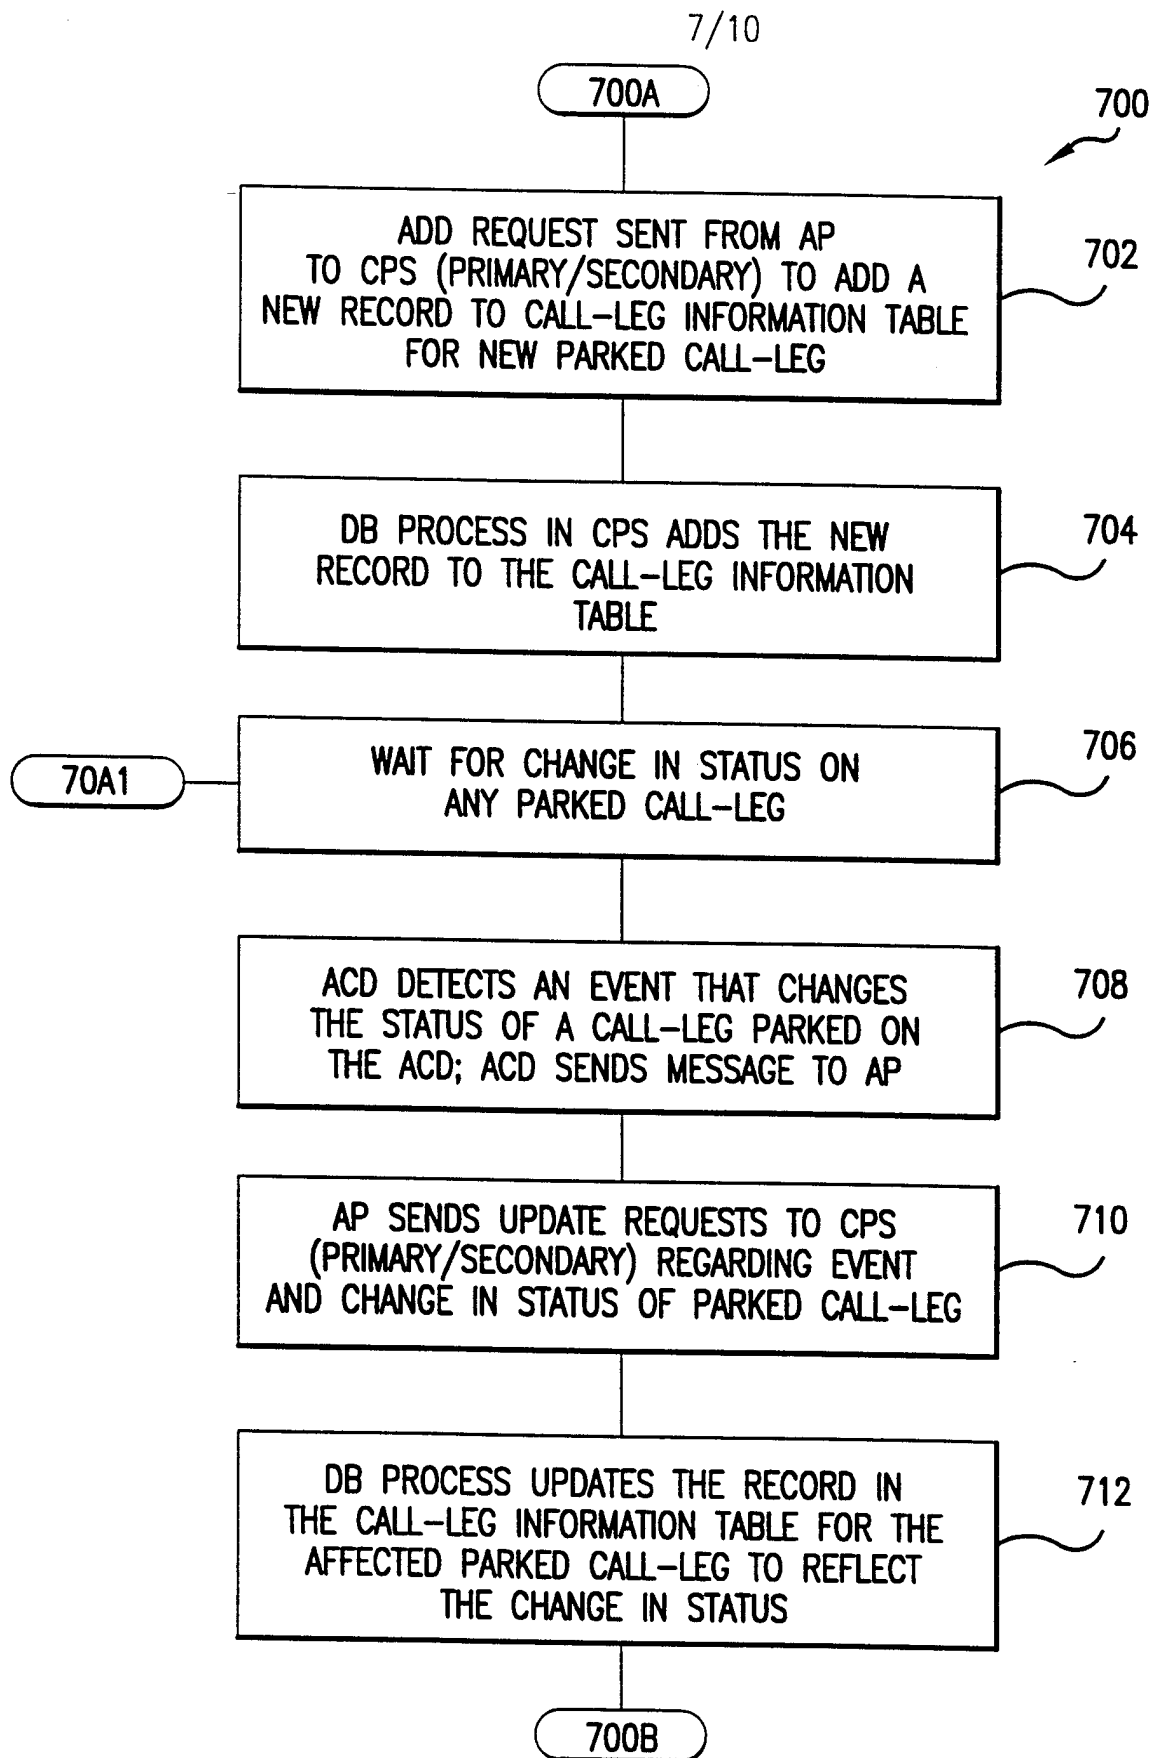 7/10
700A
700
ADD REQUEST SENT FROM AP
TO CPS (PRIMARY/SECONDARY) TO ADD A
NEW RECORD TO CALL-LEG INFORMATION TABLE
FOR NEW PARKED CALL-LEG
702
DB PROCESS IN CPS ADDS THE NEW
RECORD TO THE CALL-LEG INFORMATION
TABLE
704
70A1
WAIT FOR CHANGE IN STATUS ON
ANY PARKED CALL-LEG
706
ACD DETECTS AN EVENT THAT CHANGES
THE STATUS OF A CALL-LEG PARKED ON
THE ACD; ACD SENDS MESSAGE TO AP
708
AP SENDS UPDATE REQUESTS TO CPS
(PRIMARY/SECONDARY) REGARDING EVENT
AND CHANGE IN STATUS OF PARKED CALL-LEG
710
DB PROCESS UPDATES THE RECORD IN
THE CALL-LEG INFORMATION TABLE FOR THE
AFFECTED PARKED CALL-LEG TO REFLECT
THE CHANGE IN STATUS
712
700B